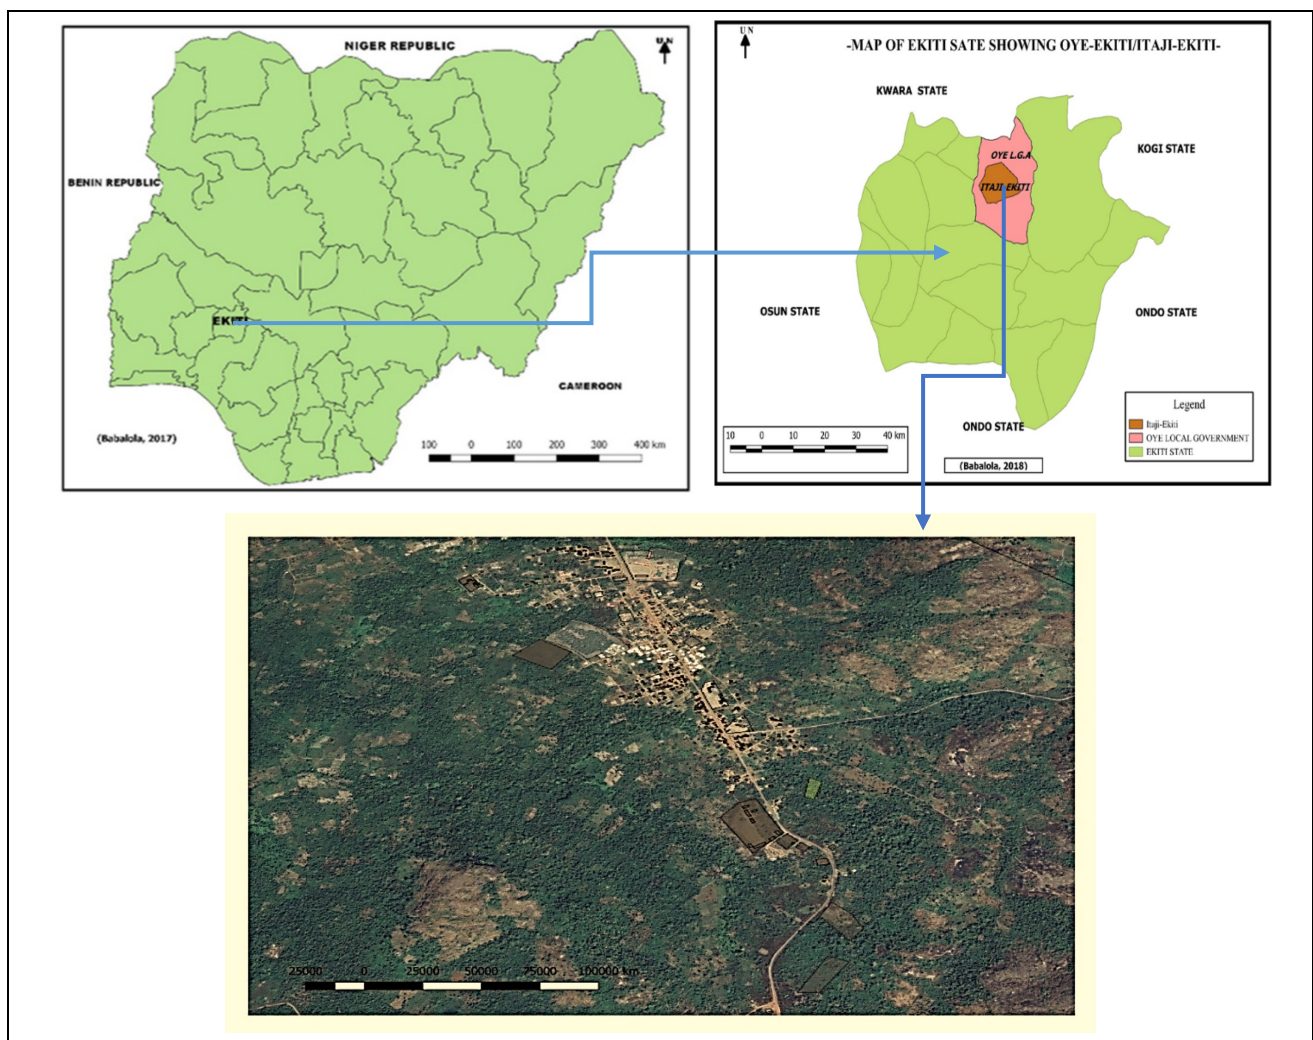 NIGER REPUBLIC
U N
BENIN REPUBLIC
EKITI
CAMEROON
(Babalola, 2017)
100 0 100 200 300 400 km
U N
-MAP OF EKITI SATE SHOWING OYE-EKITI/ITAJI-EKITI-
KWARA STATE
KOGI STATE
OYE L.G.A
ITAJI-EKITI
OSUN STATE
ONDO STATE
ONDO STATE
Legend
Itaji-Ekiti
OYE LOCAL GOVERNMENT
EKITI STATE
10 0 10 20 30 40 km
(Babalola, 2018)
25000 0 25000 50000 75000 100000 km